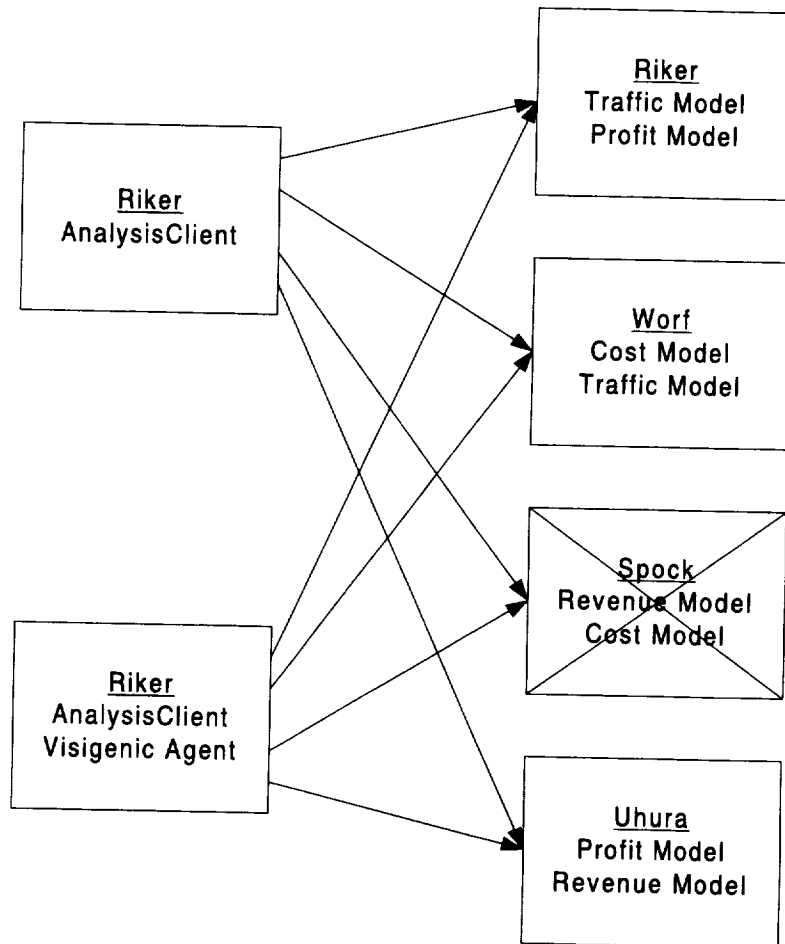 Riker
AnalysisClient
Riker
AnalysisClient
Visigenic Agent
Riker
Traffic Model
Profit Model
Worf
Cost Model
Traffic Model
Spock
Revenue Model
Cost Model
Uhura
Profit Model
Revenue Model